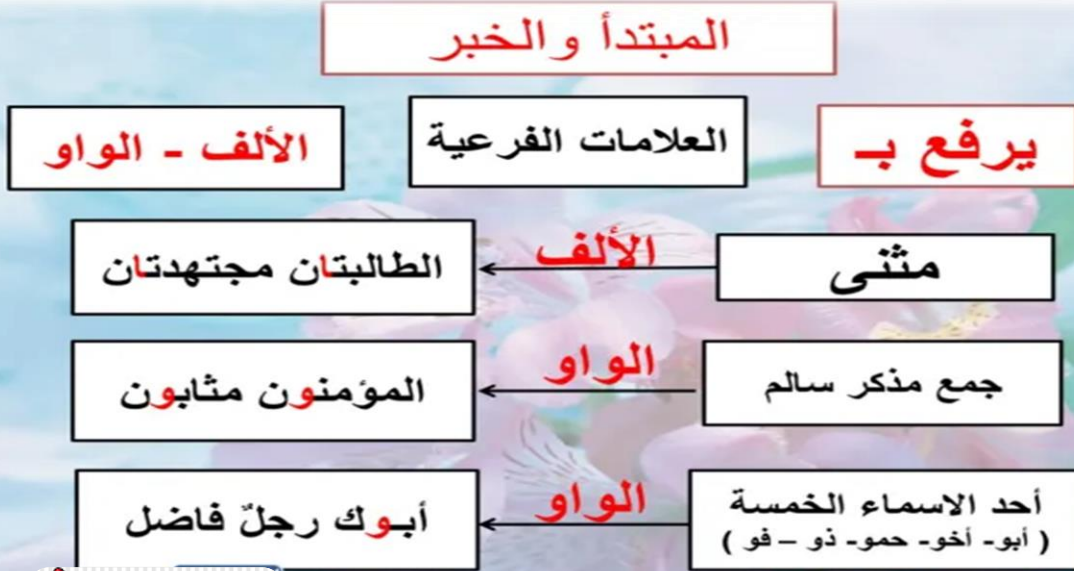 المبتدأ والخبر
يرفع بـ
العلامات الفرعية
الألف - الواو
مثنى
الألف
الطالبتان مجتهدتان
جمع مذكر سالم
الواو
المؤمنون مثابون
أحد الاسماء الخمسة
( أبو- أخو- حمو- ذو – فو )
الواو
أبـوك رجلٌ فاضل